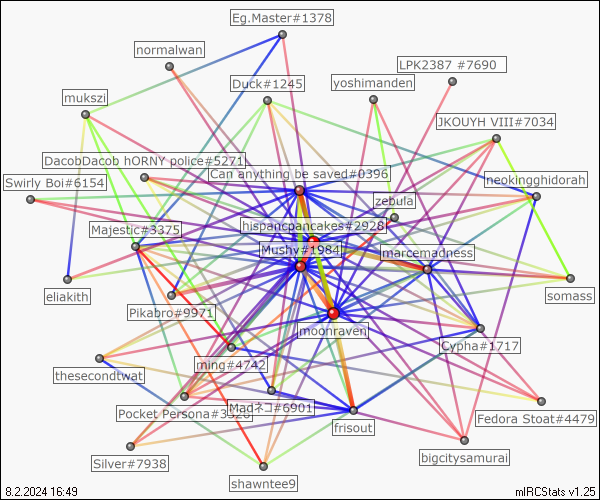 Eg.Master#1378
normalwan
LPK2387 #7690
Duck#1245
yoshimanden
mukszi
JKOUYH VIII#7034
DacobDacob hORNY police#5271
Can anything be saved#0396
Swirly Boi#6154
neokingghidorah
zebula
Majestic#3375
hispancpancakes#2928
Mushy#1984
marcemadness
eliakith
somass
Pikabro#9971
moonraven
Cypha#1717
ming#4742
thesecondtwat
Pocket Persona#3326
Madネコ#6901
Fedora Stoat#4479
frisout
bigcitysamurai
Silver#7938
shawntee9
8.2.2024 16:49
mIRCStats v1.25